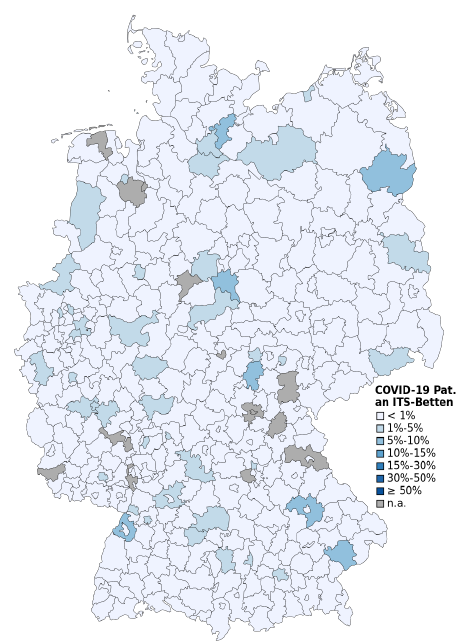 COVID-19 Pat.
an ITS-Betten
< 1%
1%-5%
5%-10%
10%-15%
15%-30%
30%-50%
≥ 50%
n.a.